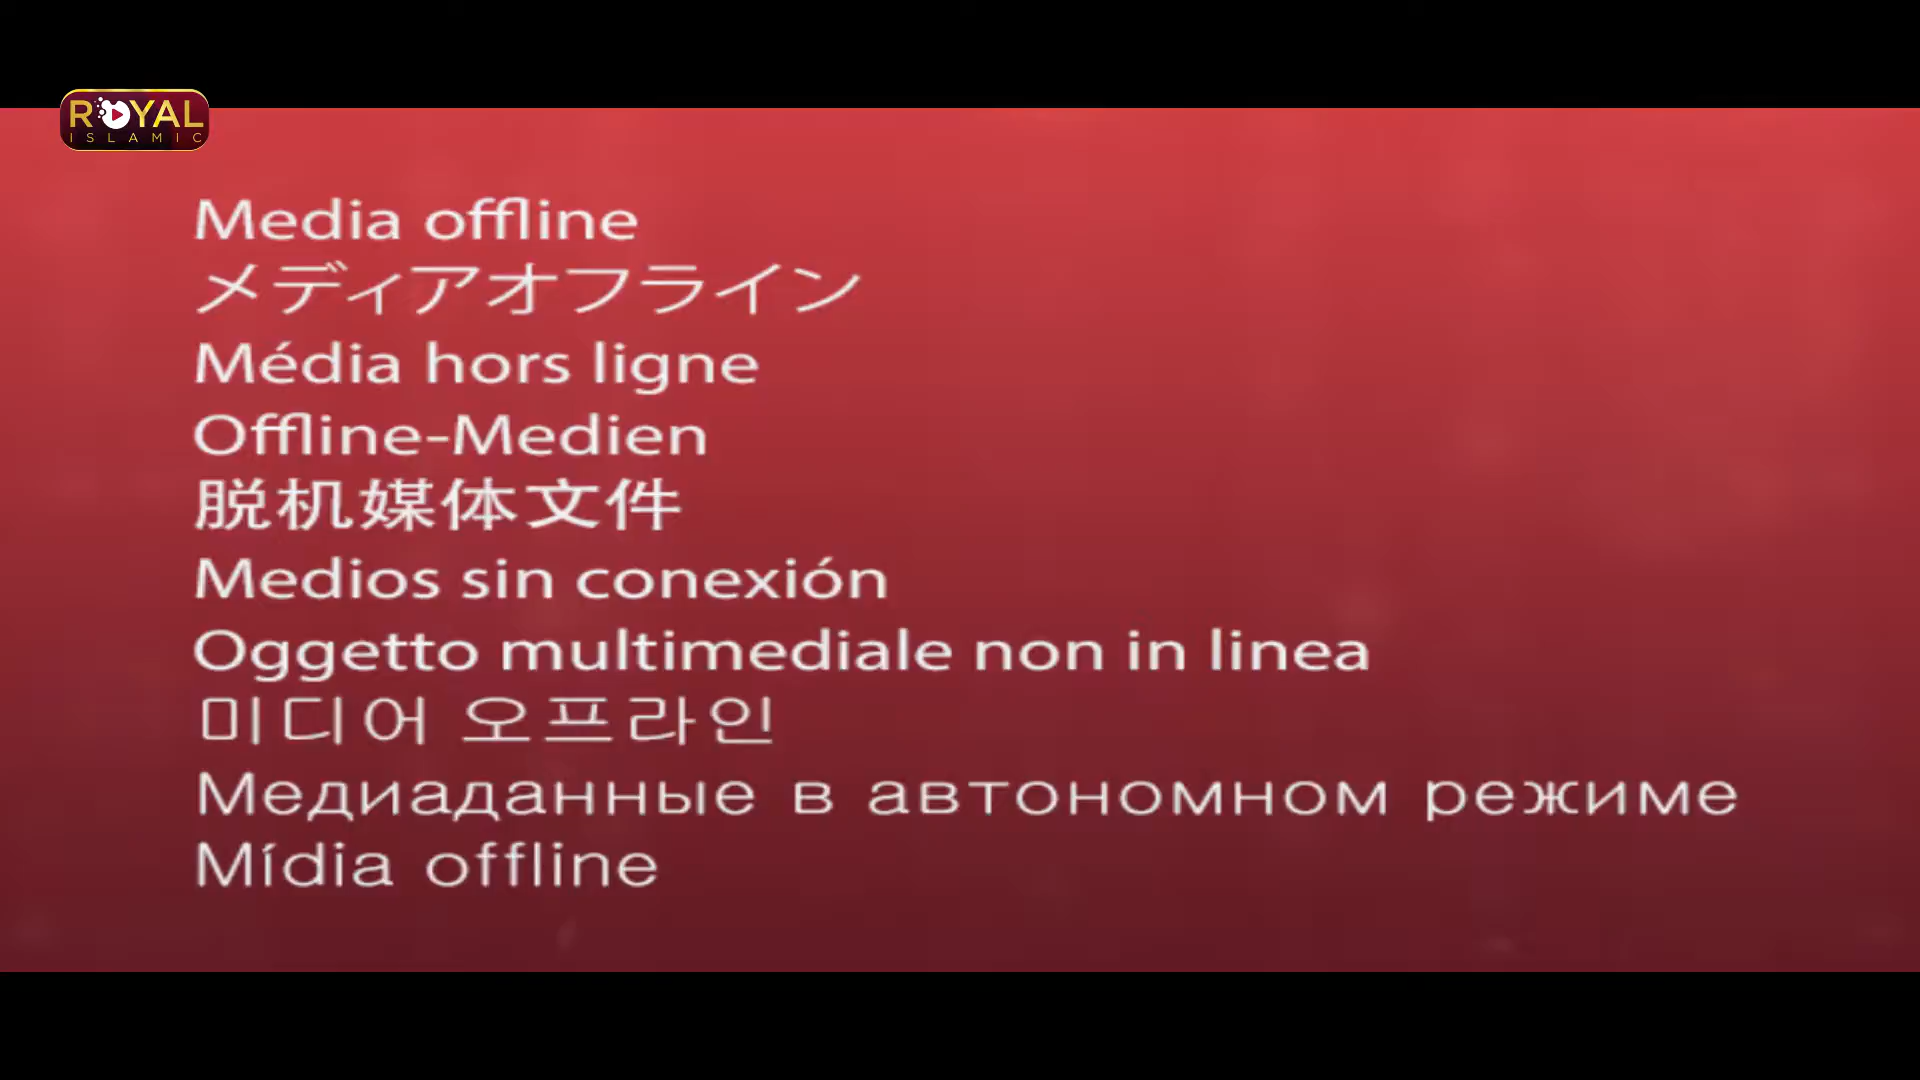 ROYAL
ISLAMIC
Media offline
メディアオフライン
Média hors ligne
Offline-Medien
脱机媒体文件
Medios sin conexión
Oggetto multimediale non in linea
미디어 오프라인
Медиаданные в автономном режиме
Mídia offline